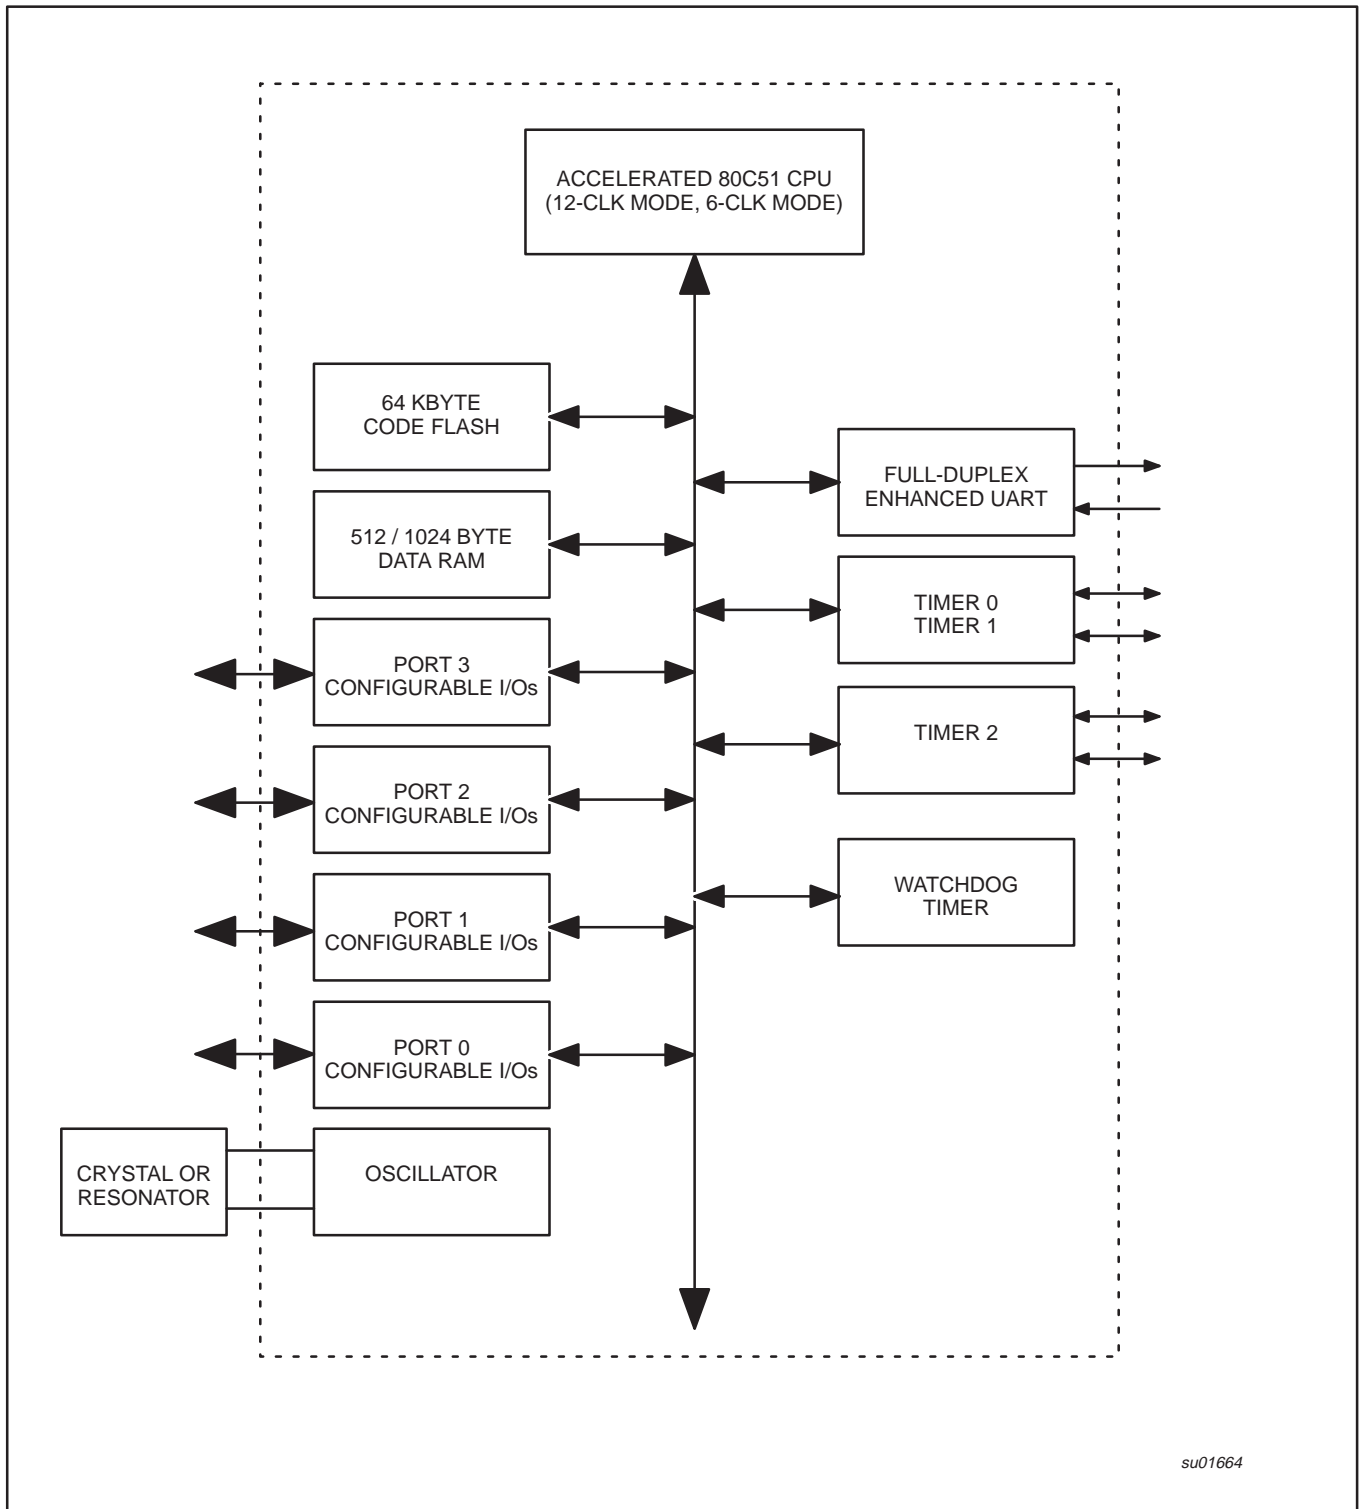 ACCELERATED 80C51 CPU
(12-CLK MODE, 6-CLK MODE)
64 KBYTE
CODE FLASH
FULL-DUPLEX
ENHANCED UART
512 / 1024 BYTE
DATA RAM
TIMER 0
TIMER 1
PORT 3
CONFIGURABLE I/Os
TIMER 2
PORT 2
CONFIGURABLE I/Os
WATCHDOG
TIMER
PORT 1
CONFIGURABLE I/Os
PORT 0
CONFIGURABLE I/Os
CRYSTAL OR
RESONATOR
OSCILLATOR
su01664